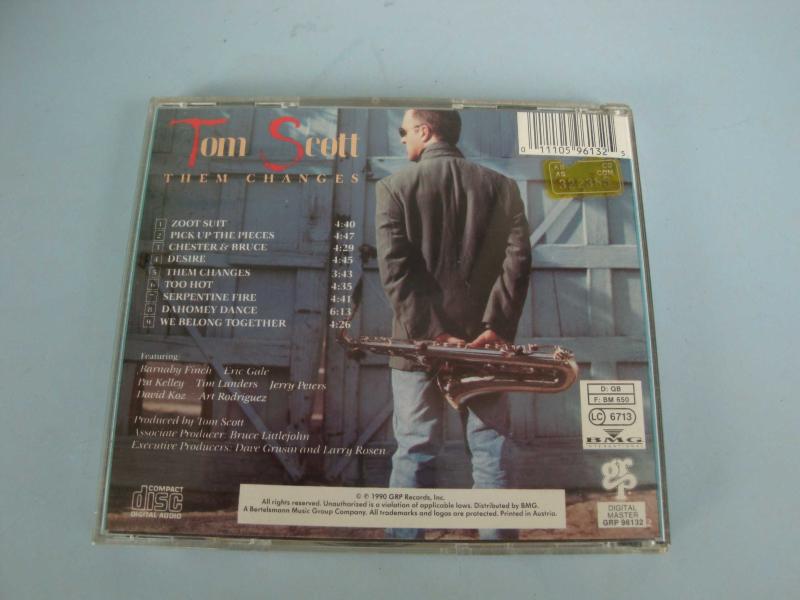 Tom Scott
THEM CHANGES
1 ZOOT SUIT 4:40
2 PICK UP THE PIECES 4:47
3 CHESTER & BRUCE 4:29
4 DESIRE 4:45
5 THEM CHANGES 3:43
6 TOO HOT 4:35
7 SERPENTINE FIRE 4:41
8 DAHOMEY DANCE 6:13
9 WE BELONG TOGETHER 4:26
Featuring:
Barnaby Finch Eric Gale
Pat Kelley Tim Landers Jerry Peters
David Koz Art Rodriguez
Produced by Tom Scott
Associate Producer: Bruce Littlejohn
Executive Producers: Dave Grusin and Larry Rosen
COMPACT
disc
DIGITAL AUDIO
© ℗ 1990 GRP Records, Inc.
All rights reserved. Unauthorized is a violation of applicable laws. Distributed by BMG.
A Bertelsmann Music Group Company. All trademarks and logos are protected. Printed in Austria.
0 11105 96132 5
CD
COM
D: GB
F: BM 650
LC 6713
BMG
INTERNATIONAL
DIGITAL
MASTER
GRP 96132